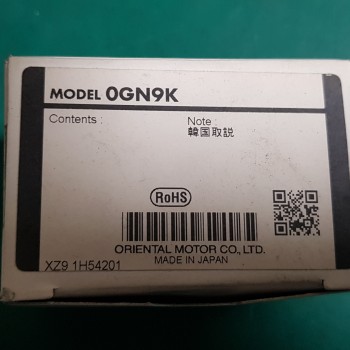 MODEL 0GN9K
Contents : Note :
韓国取説
RoHS
ORIENTAL MOTOR CO., LTD.
MADE IN JAPAN
XZ9 1H54201